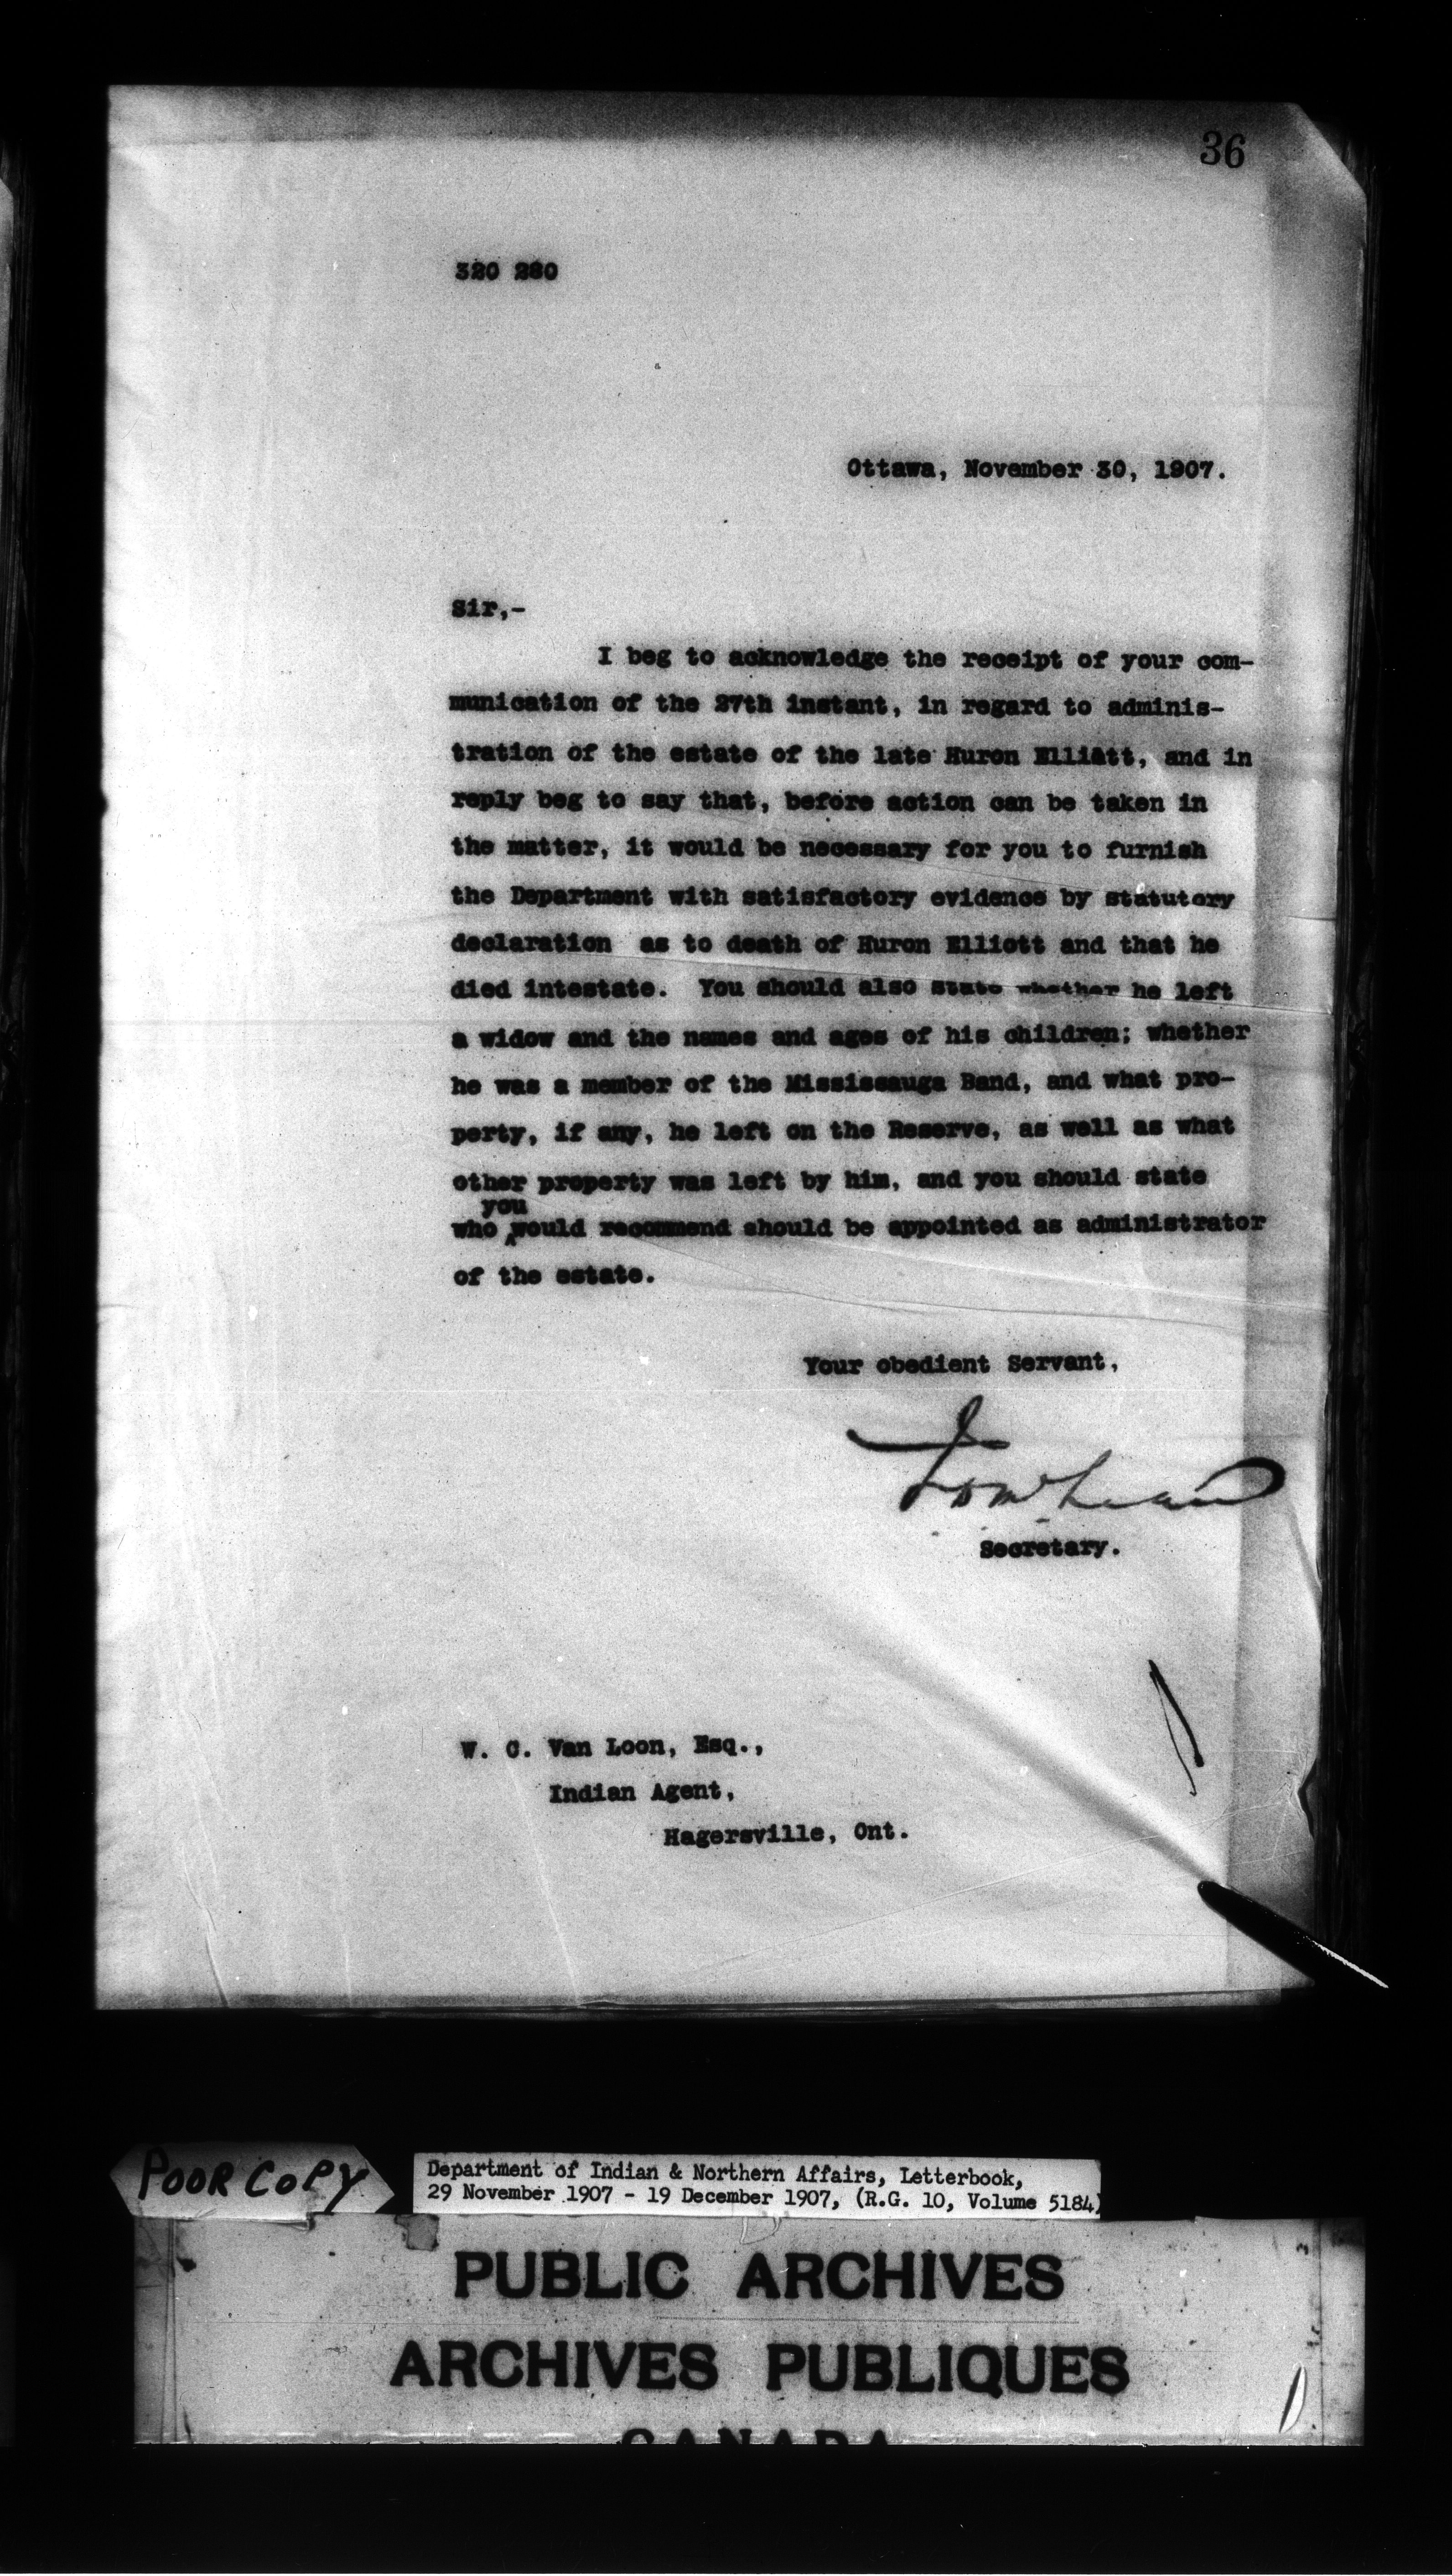 36
320 280
Ottawa, November 30, 1907.
Sir,-
I beg to acknowledge the receipt of your com-
munication of the 27th instant, in regard to adminis-
tration of the estate of the late Huron Elliott, and in
reply beg to say that, before action can be taken in
the matter, it would be necessary for you to furnish
the Department with satisfactory evidence by statutory
declaration as to death of Huron Elliott and that he
died intestate. You should also state whether he left
a widow and the names and ages of his children; whether
he was a member of the Mississauga Band, and what pro-
perty, if any, he left on the Reserve, as well as what
other property was left by him, and you should state
you
who ^would recommend should be appointed as administrator
of the estate.
Your obedient Servant,
Secretary.
W. C. Van Loon, Esq.,
Indian Agent,
Hagersville, Ont.
POOR COPY
Department of Indian & Northern Affairs, Letterbook,
29 November 1907 - 19 December 1907, (R.G. 10, Volume 5184)
PUBLIC ARCHIVES
ARCHIVES PUBLIQUES
CANADA